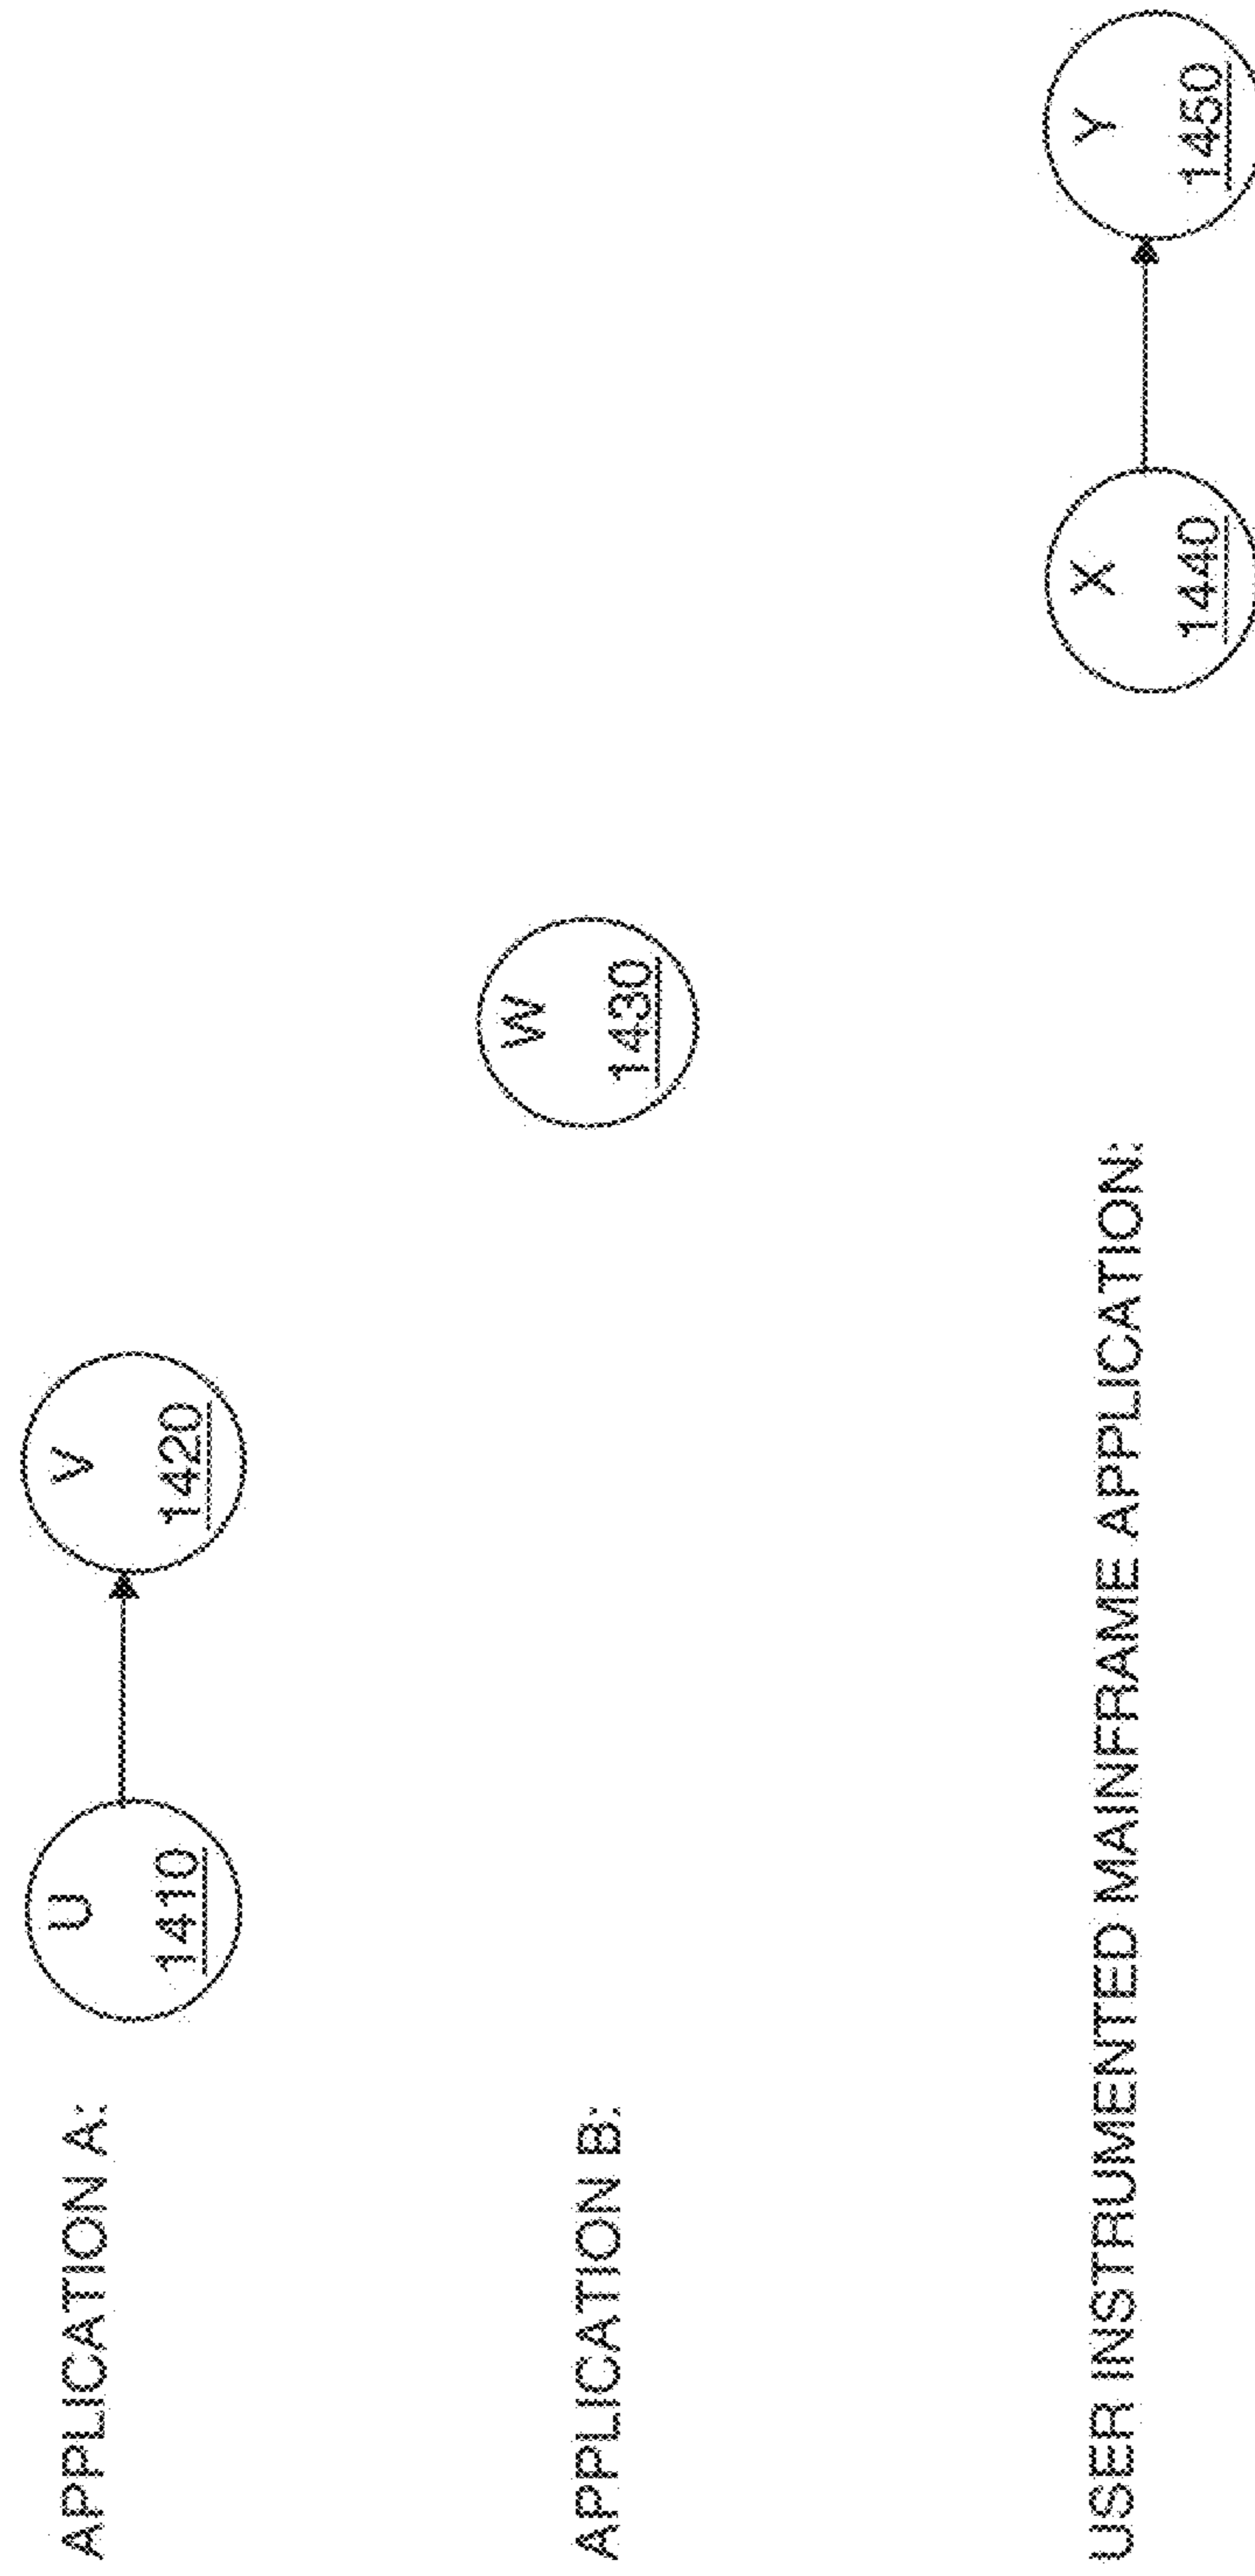 APPLICATION A:
U
1410
V
1420
APPLICATION B:
W
1430
USER INSTRUMENTED MAINFRAME APPLICATION:
X
1440
Y
1450